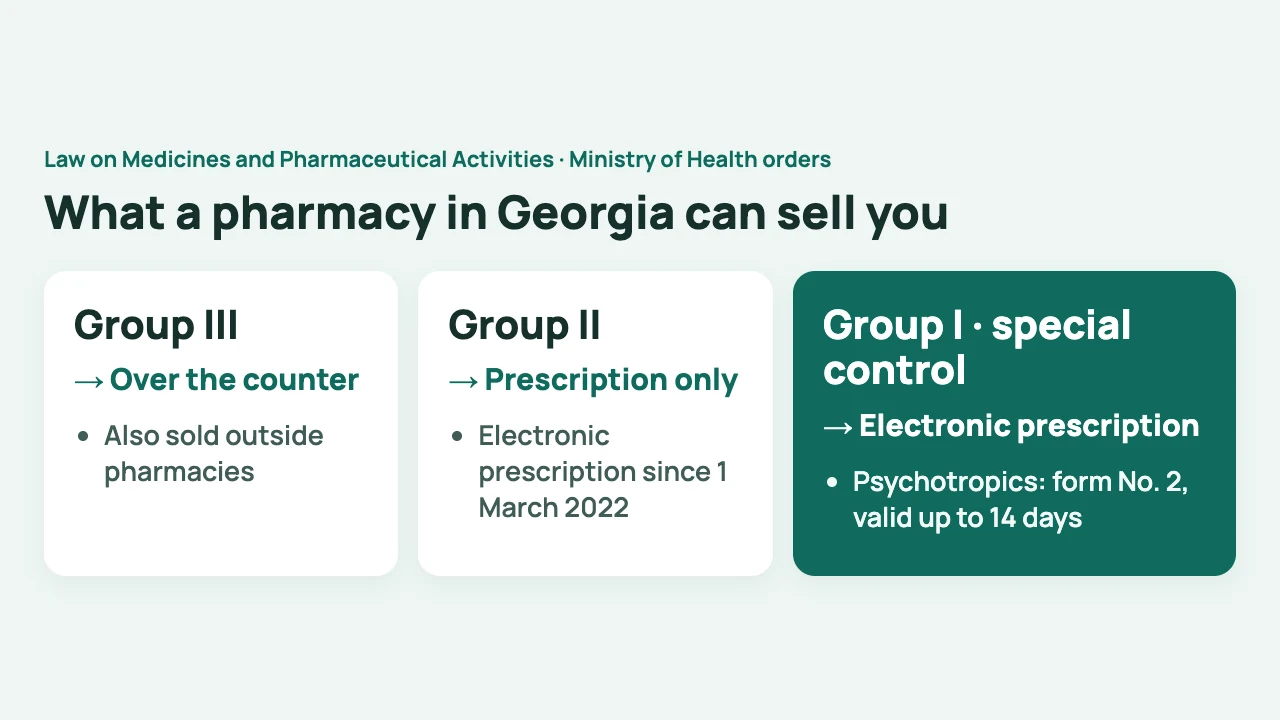 Law on Medicines and Pharmaceutical Activities · Ministry of Health orders
What a pharmacy in Georgia can sell you
Group III
→ Over the counter
• Also sold outside
pharmacies
Group II
→ Prescription only
• Electronic
prescription since 1
March 2022
Group I · special
control
→ Electronic prescription
• Psychotropics: form No. 2,
valid up to 14 days